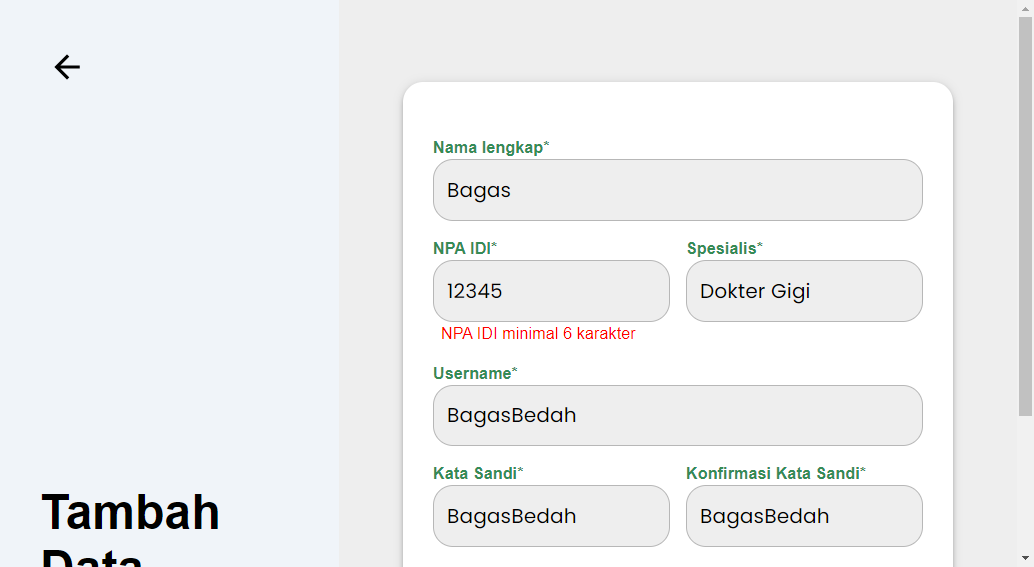 Nama lengkap*
Bagas
NPA IDI*
Spesialis*
12345
Dokter Gigi
NPA IDI minimal 6 karakter
Username*
BagasBedah
Kata Sandi*
Konfirmasi Kata Sandi*
BagasBedah
BagasBedah
Tambah
Data